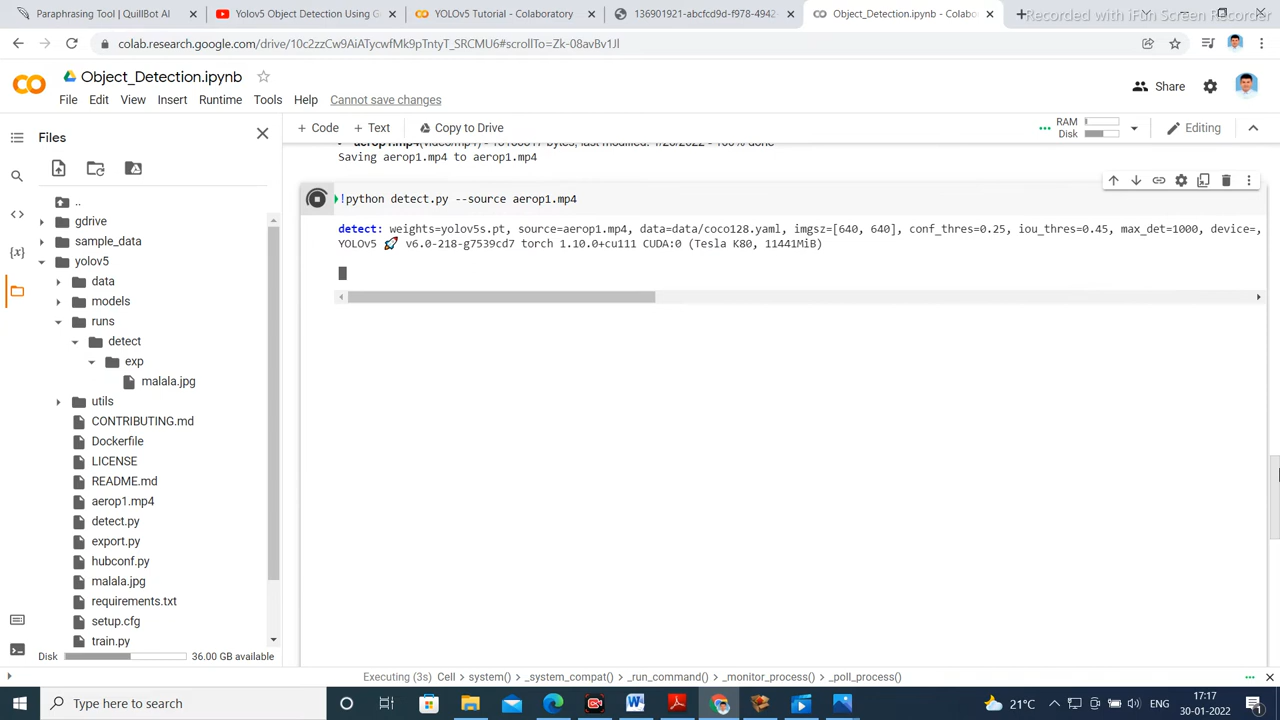 Paraphrasing Tool | QuillBot AI
Yolov5 Object Detection Using G
YOLOv5 Tutorial - Colaboratory
136901921-abcfcd9d-f978-4942
Object_Detection.ipynb - Colabo
Recorded with iFun Screen Recorder
colab.research.google.com/drive/10c2zzCw9AiATycwfMk9pTntyT_SRCMU6#scrollTo=Zk-08avBv1Jl
Object_Detection.ipynb
File Edit View Insert Runtime Tools Help Cannot save changes
Share
Files
+ Code + Text Copy to Drive
RAM
Disk
Editing
Saving aerop1.mp4 to aerop1.mp4
..
gdrive
sample_data
yolov5
data
models
runs
detect
exp
malala.jpg
utils
CONTRIBUTING.md
Dockerfile
LICENSE
README.md
aerop1.mp4
detect.py
export.py
hubconf.py
malala.jpg
requirements.txt
setup.cfg
train.py
Disk 36.00 GB available
!python detect.py --source aerop1.mp4
detect: weights=yolov5s.pt, source=aerop1.mp4, data=data/coco128.yaml, imgsz=[640, 640], conf_thres=0.25, iou_thres=0.45, max_det=1000, device=,
YOLOv5 🚀 v6.0-218-g7539cd7 torch 1.10.0+cu111 CUDA:0 (Tesla K80, 11441MiB)
Executing (3s) Cell > system() > _system_compat() > _run_command() > _monitor_process() > _poll_process()
Type here to search
21°C
17:17
30-01-2022